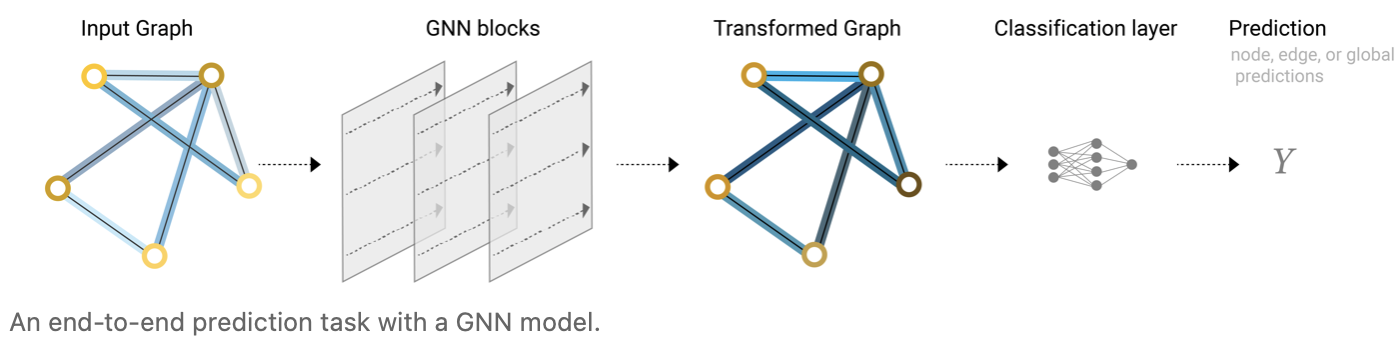 Input Graph
GNN blocks
Transformed Graph
Classification layer
Prediction
node, edge, or global
predictions
Y
An end-to-end prediction task with a GNN model.